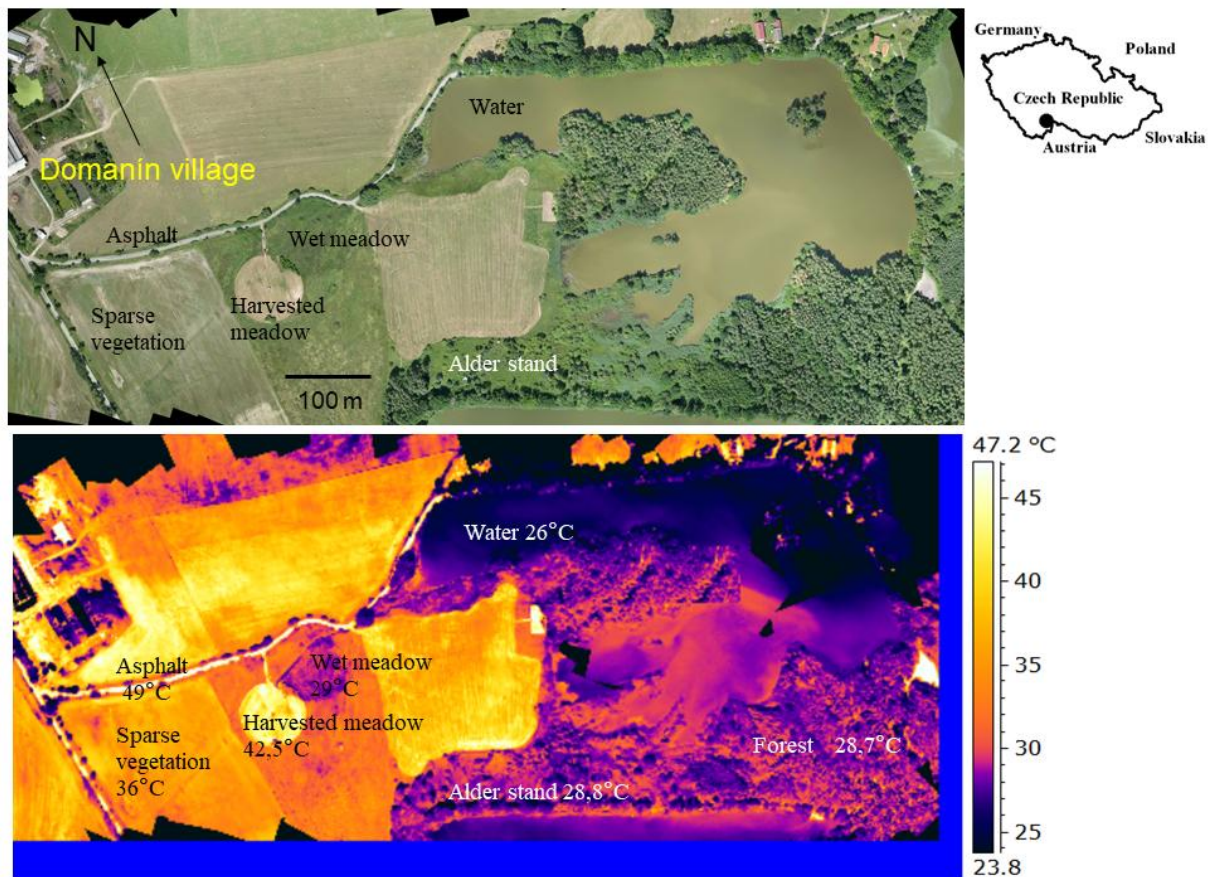 N
Water
Domanín village
Asphalt
Wet meadow
Sparse
vegetation
Harvested
meadow
Alder stand
100 m
Germany
Poland
Czech Republic
Slovakia
Austria
47.2 °C
45
40
35
30
25
23.8
Water 26°C
Asphalt
49°C
Wet meadow
29°C
Harvested meadow
42,5°C
Sparse
vegetation
36°C
Forest 28,7°C
Alder stand 28,8°C